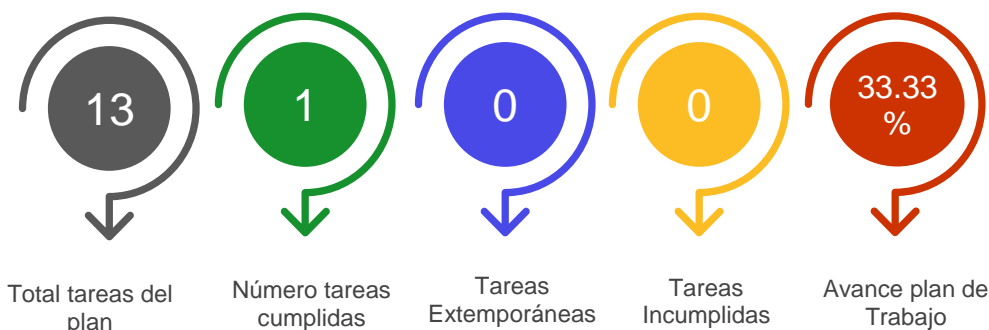 13
1
0
0
33.33
%
Total tareas del
plan
Número tareas
cumplidas
Tareas
Extemporáneas
Tareas
Incumplidas
Avance plan de
Trabajo